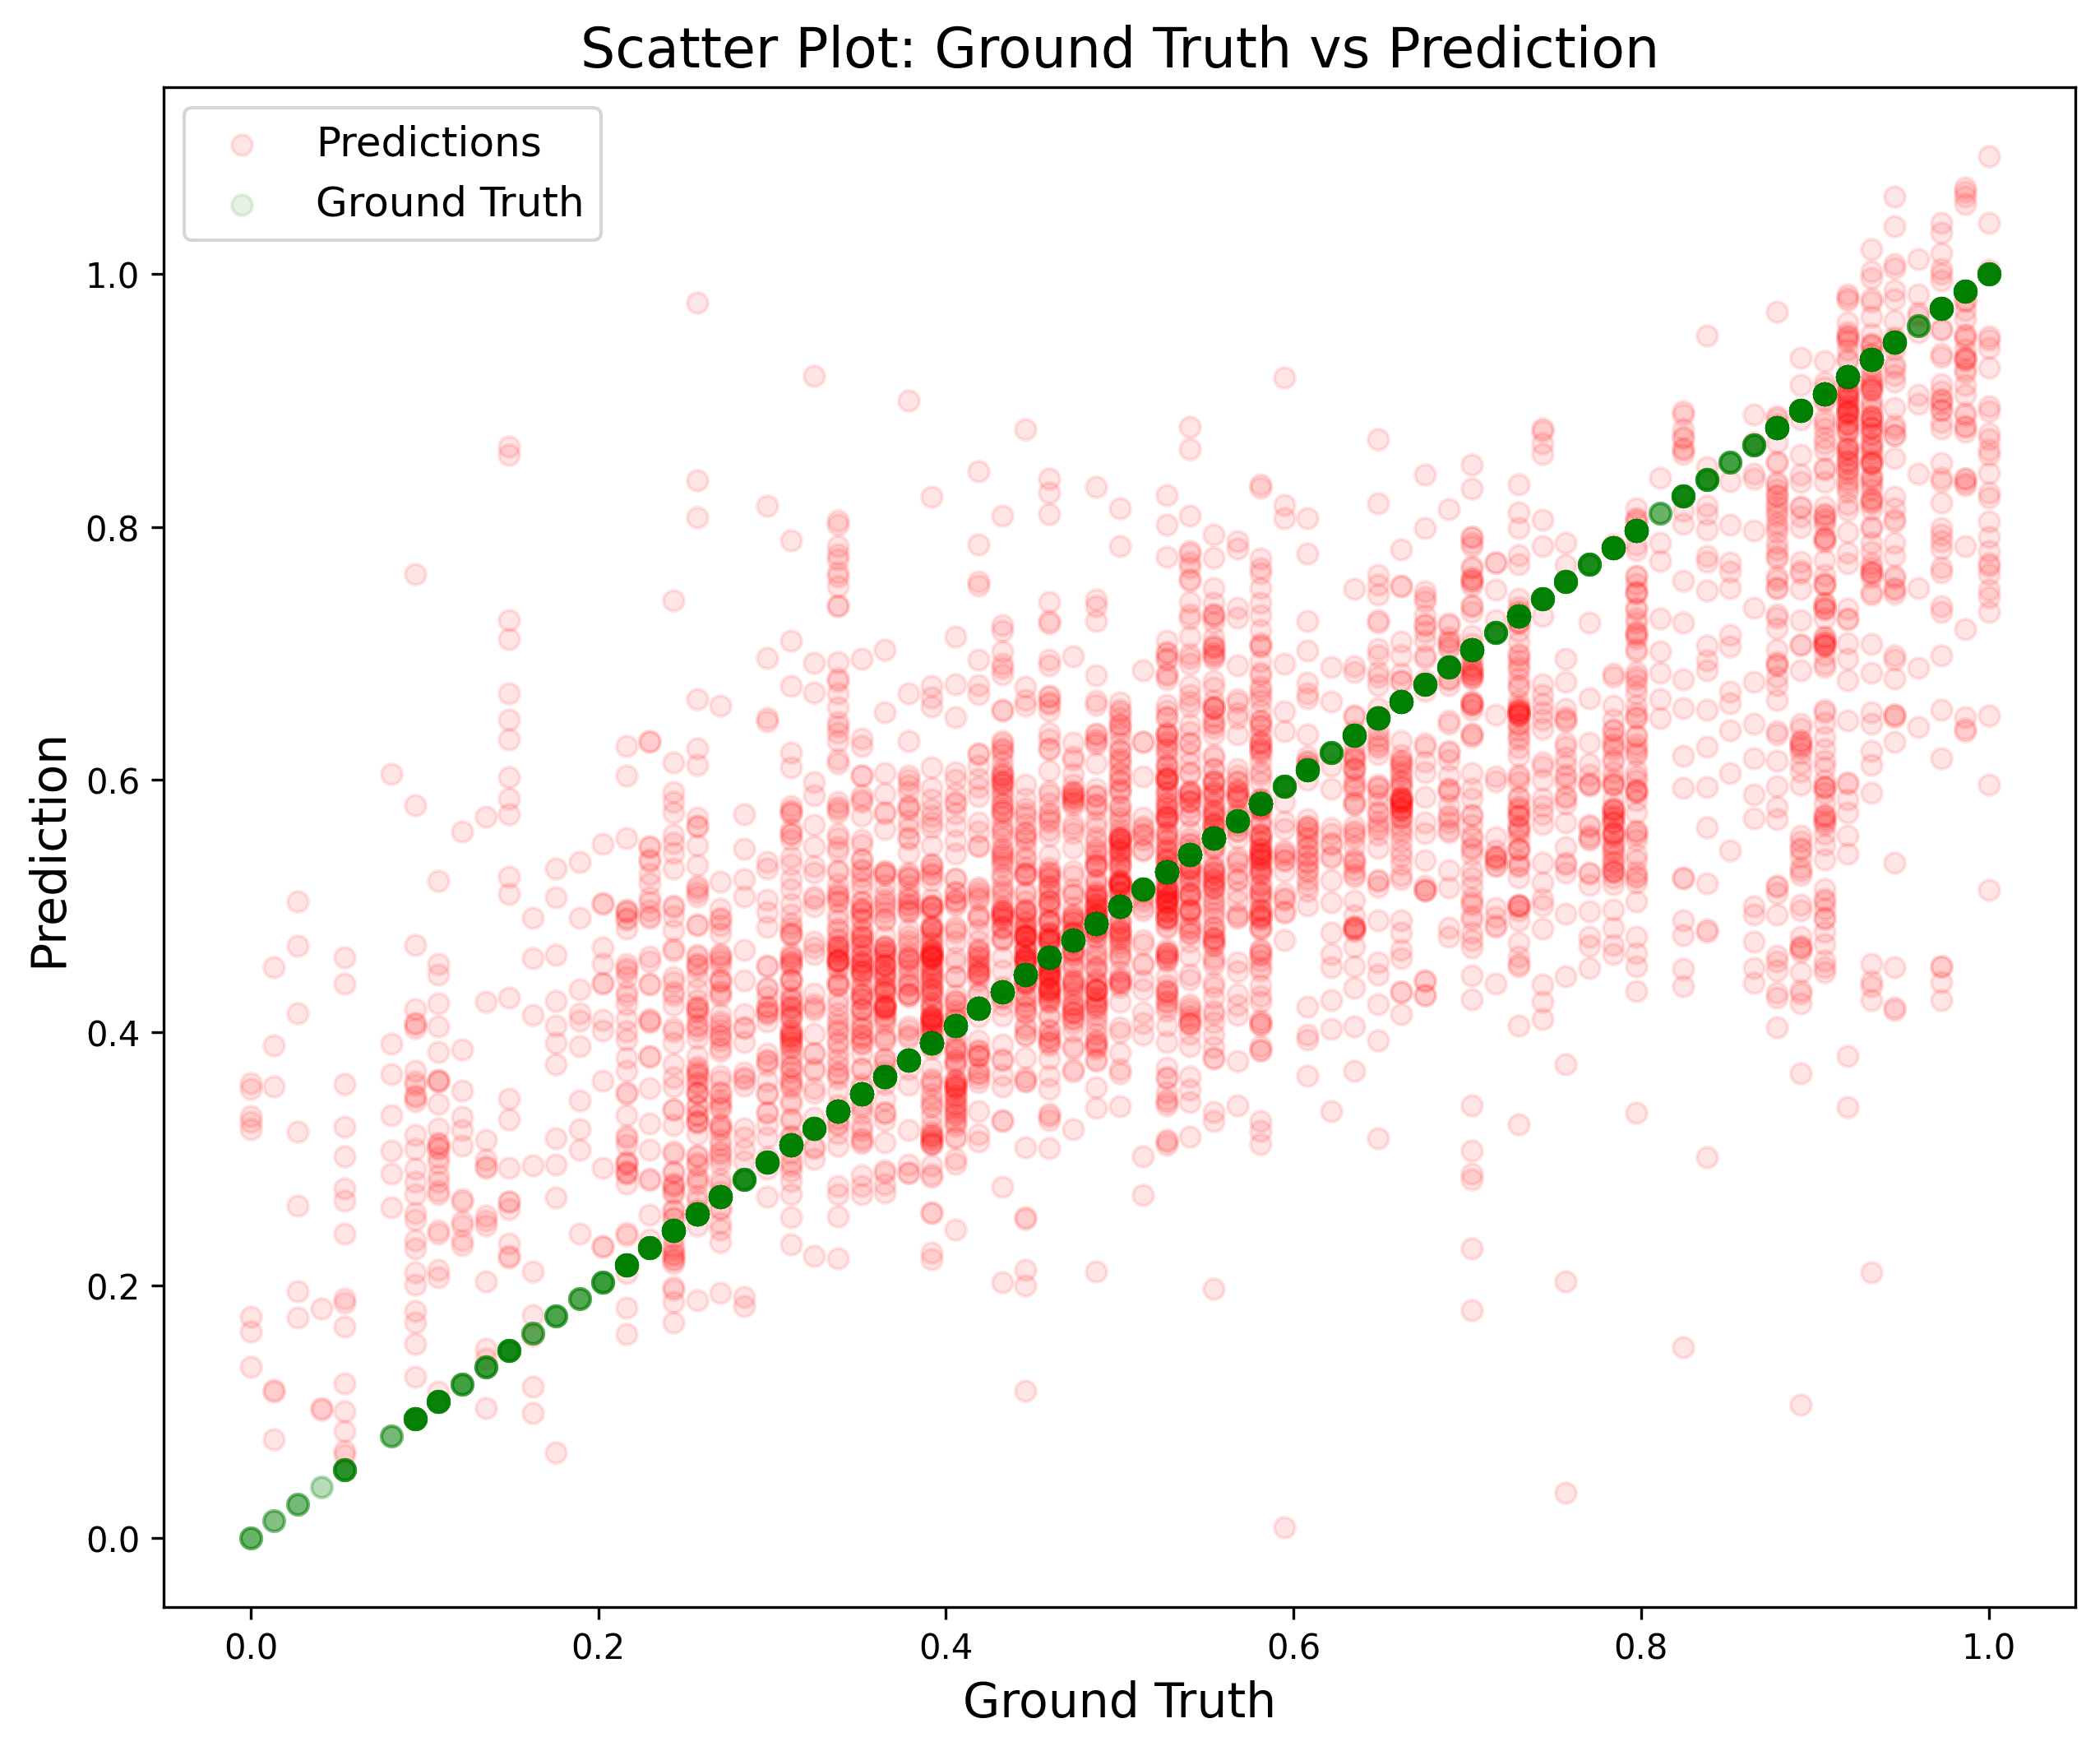 Scatter Plot: Ground Truth vs Prediction
Predictions
Ground Truth
1.0
0.8
0.6
0.4
0.2
0.0
Prediction
0.0 0.2 0.4 0.6 0.8 1.0
Ground Truth